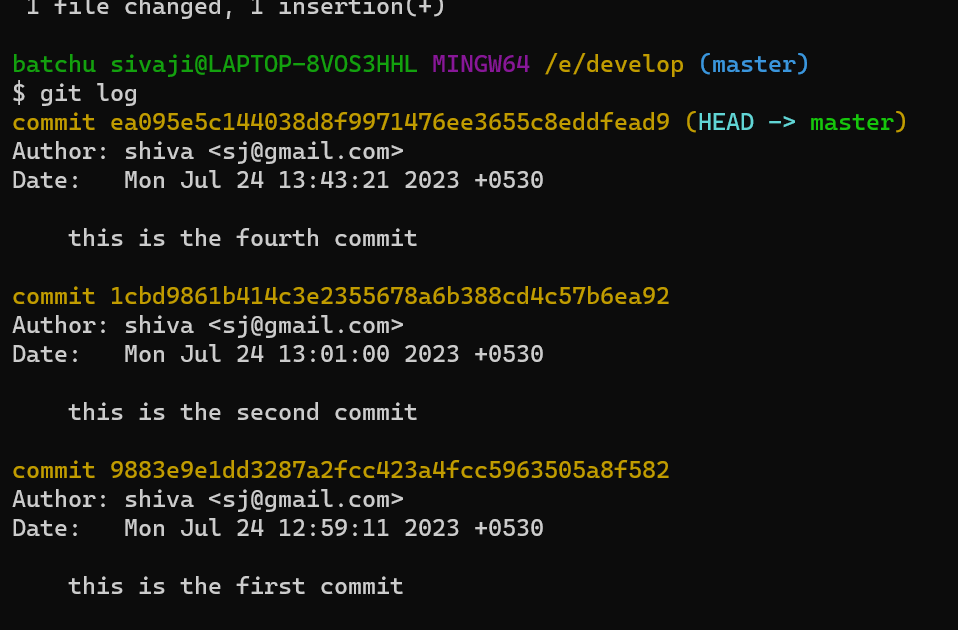 1 file changed, 1 insertion(+)
batchu sivaji@LAPTOP-8VOS3HHL MINGW64 /e/develop (master)
$ git log
commit ea095e5c144038d8f9971476ee3655c8eddfead9 (HEAD -> master)
Author: shiva <sj@gmail.com>
Date:   Mon Jul 24 13:43:21 2023 +0530
    this is the fourth commit
commit 1cbd9861b414c3e2355678a6b388cd4c57b6ea92
Author: shiva <sj@gmail.com>
Date:   Mon Jul 24 13:01:00 2023 +0530
    this is the second commit
commit 9883e9e1dd3287a2fcc423a4fcc5963505a8f582
Author: shiva <sj@gmail.com>
Date:   Mon Jul 24 12:59:11 2023 +0530
    this is the first commit